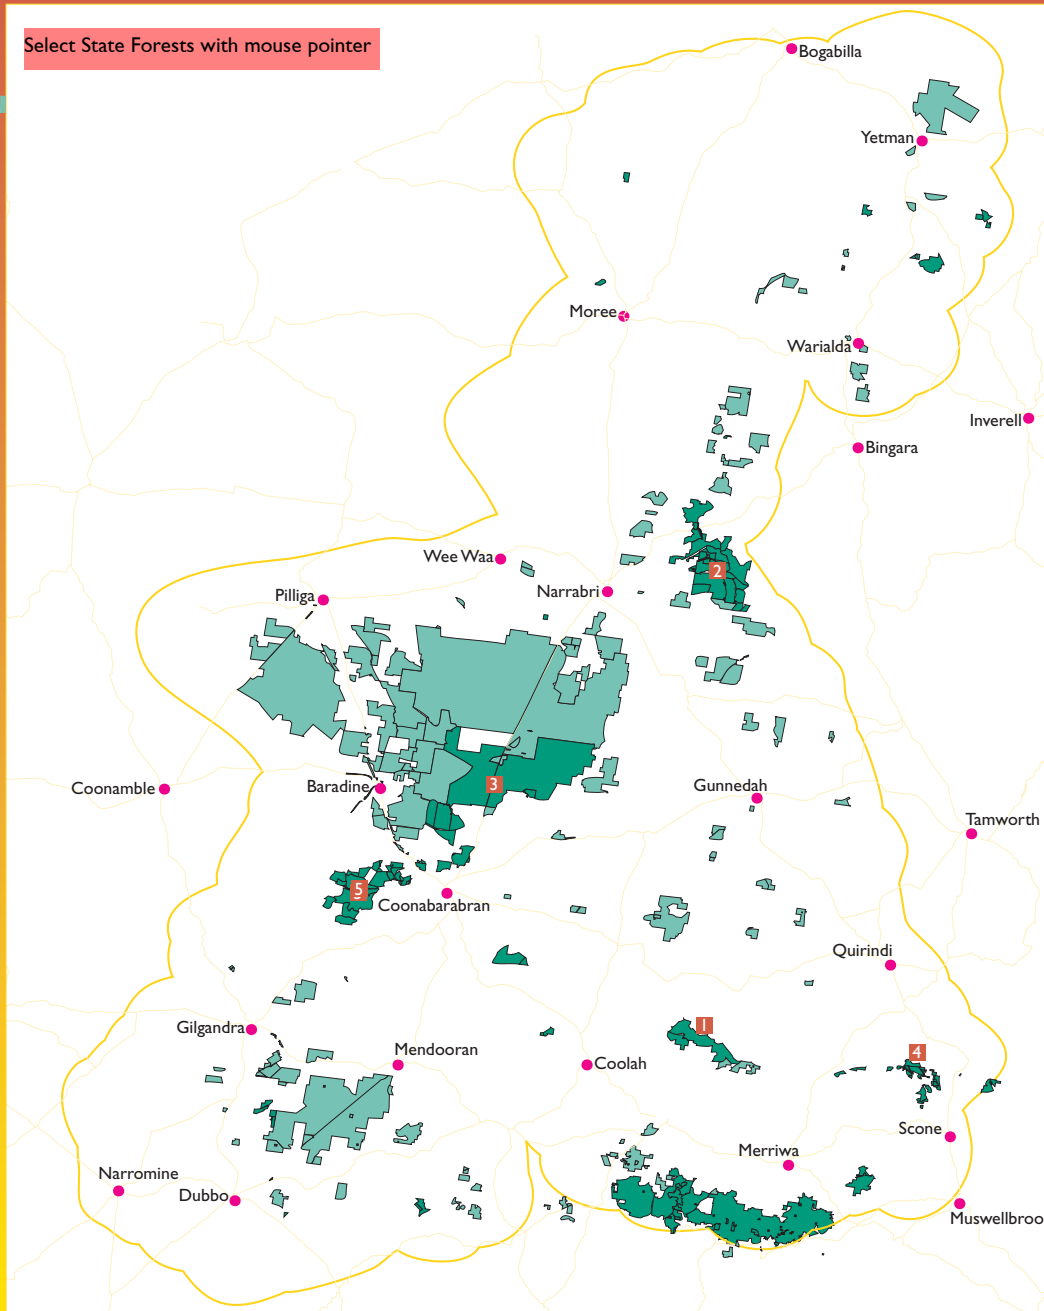 Select State Forests with mouse pointer
Bogabilla
Yetman
Moree
Warialda
Inverell
Bingara
Wee Waa
2
Narrabri
Pilliga
3
Baradine
Coonamble
Gunnedah
Tamworth
5
Coonabarabran
Quirindi
1
Gilgandra
Mendooran
4
Coolah
Scone
Merriwa
Narromine
Dubbo
Muswellbroo